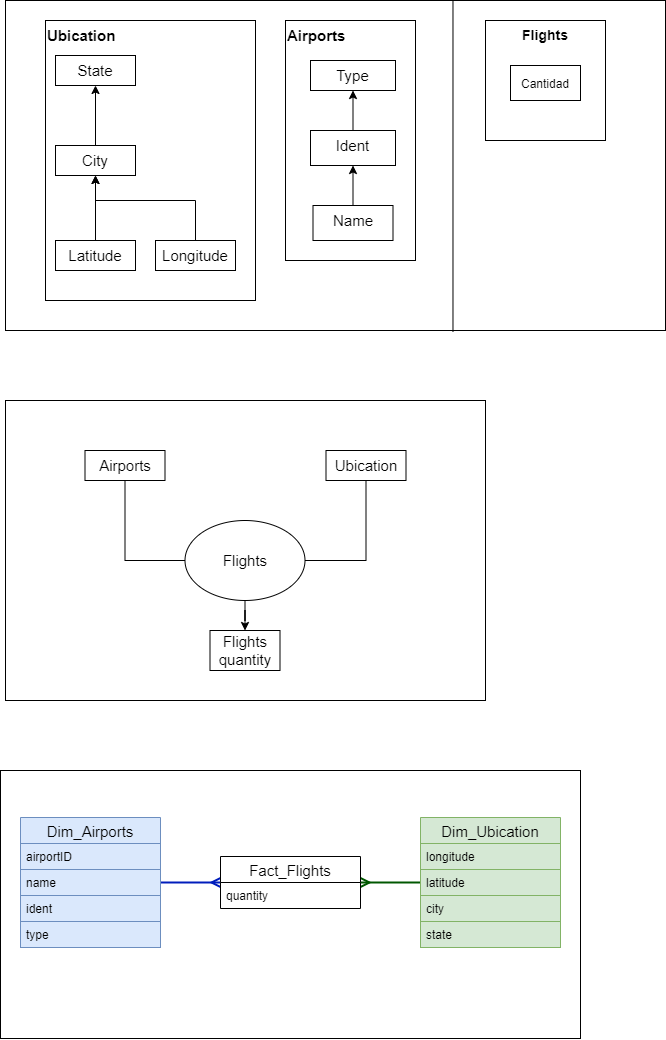 Ubication
State
City
Latitude
Longitude
Airports
Type
Ident
Name
Flights
Cantidad
Airports
Ubication
Flights
Flights
quantity
Dim_Airports
airportID
name
ident
type
Fact_Flights
quantity
Dim_Ubication
longitude
latitude
city
state